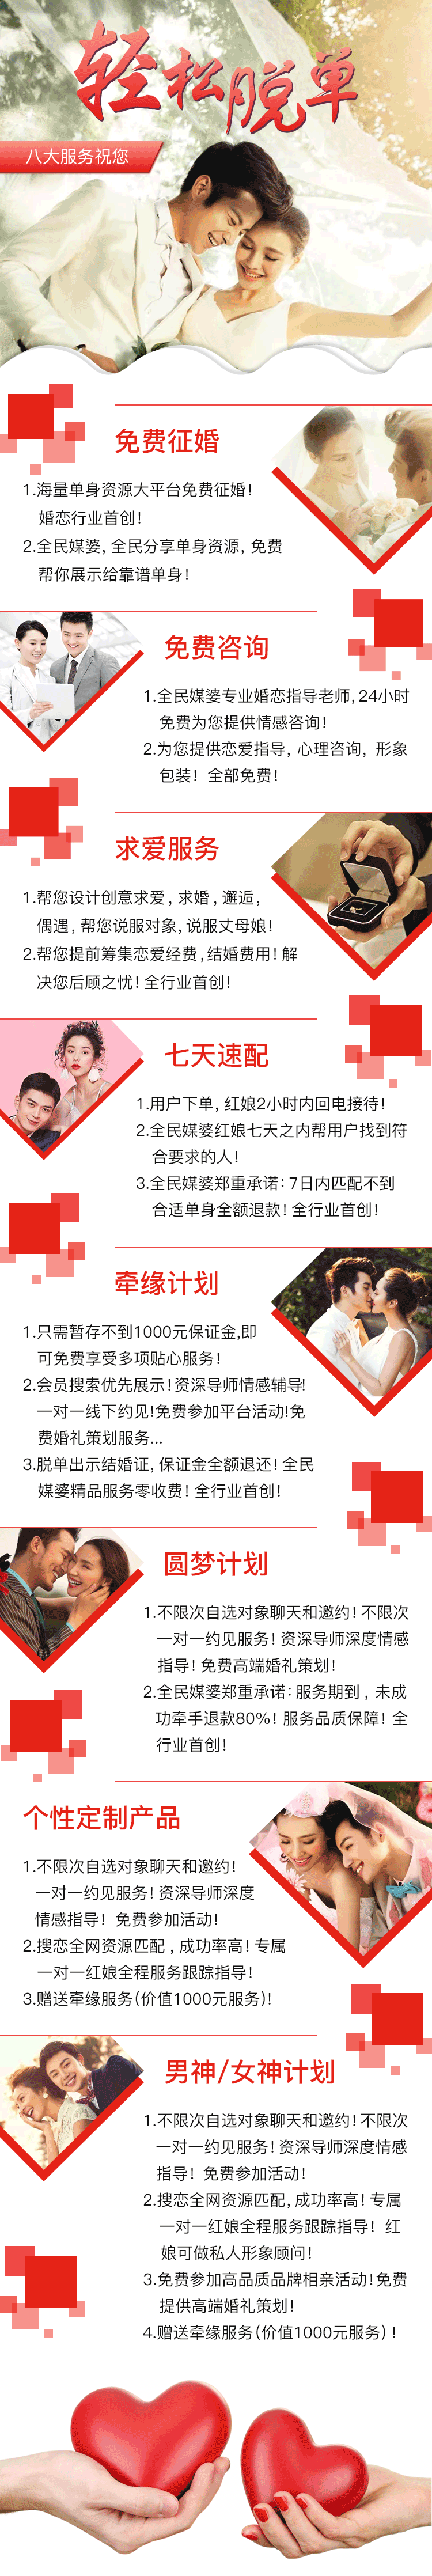 轻松脱单
八大服务祝您
免费征婚
1.海量单身资源大平台免费征婚！
婚恋行业首创！
2.全民媒婆，全民分享单身资源，免费
帮你展示给靠谱单身！
免费咨询
1.全民媒婆专业婚恋指导老师，24小时
免费为您提供情感咨询！
2.为您提供恋爱指导，心理咨询，形象
包装！全部免费！
求爱服务
1.帮您设计创意求爱，求婚，邂逅，
偶遇，帮您说服对象，说服丈母娘！
2.帮您提前筹集恋爱经费，结婚费用！解
决您后顾之忧！全行业首创！
七天速配
1.用户下单，红娘2小时内回电接待！
2.全民媒婆红娘七天之内帮用户找到符
合要求的人！
3.全民媒婆郑重承诺：7日内匹配不到
合适单身全额退款！全行业首创！
牵缘计划
1.只需暂存不到1000元保证金,即
可免费享受多项贴心服务！
2.会员搜索优先展示！资深导师情感辅导!
一对一线下约见!免费参加平台活动!免
费婚礼策划服务...
3.脱单出示结婚证，保证金全额退还！全民
媒婆精品服务零收费！全行业首创！
圆梦计划
1.不限次自选对象聊天和邀约！不限次
一对一约见服务！资深导师深度情感
指导！免费高端婚礼策划！
2.全民媒婆郑重承诺：服务期到，未成
功牵手退款80%！服务品质保障！全
行业首创！
个性定制产品
1.不限次自选对象聊天和邀约！
一对一约见服务！资深导师深度
情感指导！免费参加活动！
2.搜恋全网资源匹配，成功率高！专属
一对一红娘全程服务跟踪指导！
3.赠送牵缘服务(价值1000元服务)！
男神/女神计划
1.不限次自选对象聊天和邀约！不限次
一对一约见服务！资深导师深度情感
指导！免费参加活动！
2.搜恋全网资源匹配，成功率高！专属
一对一红娘全程服务跟踪指导！红
娘可做私人形象顾问！
3.免费参加高品质品牌相亲活动！免费
提供高端婚礼策划！
4.赠送牵缘服务(价值1000元服务)！